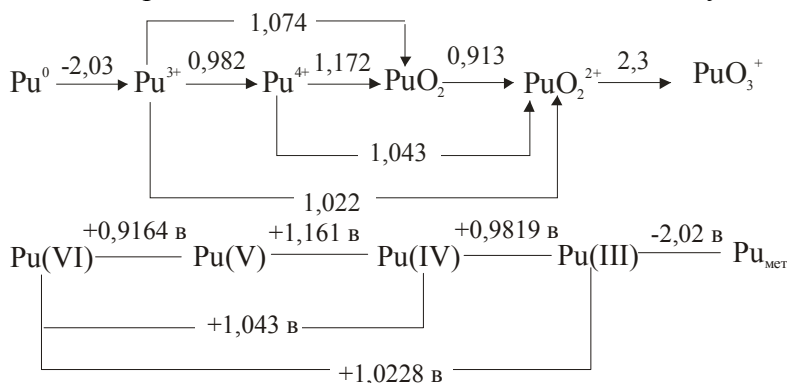 1,074
Pu⁰ -2,03 Pu³⁺ 0,982 Pu⁴⁺ 1,172 PuO₂ 0,913 PuO₂²⁺ 2,3 PuO₃⁺
1,043
1,022
Pu(VI) +0,9164 в Pu(V) +1,161 в Pu(IV) +0,9819 в Pu(III) -2,02 в Puмет
+1,043 в
+1,0228 в